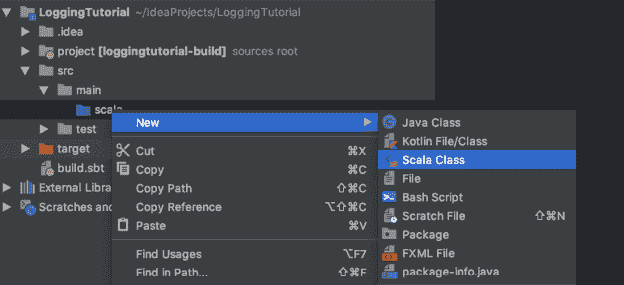 LoggingTutorial ~/IdeaProjects/LoggingTutorial
.idea
project [loggingtutorial-build] sources root
src
main
scala
test
target
build.sbt
External Libra
Scratches and
New
Cut ⌘X
Copy ⌘C
Copy Path ⇧⌘C
Copy Reference ⌥⇧⌘C
Paste ⌘V
Find Usages ⌥F7
Find in Path... ⇧⌘F
Java Class
Kotlin File/Class
Scala Class
File
Bash Script
Scratch File ⇧⌘N
Package
FXML File
package-info.java